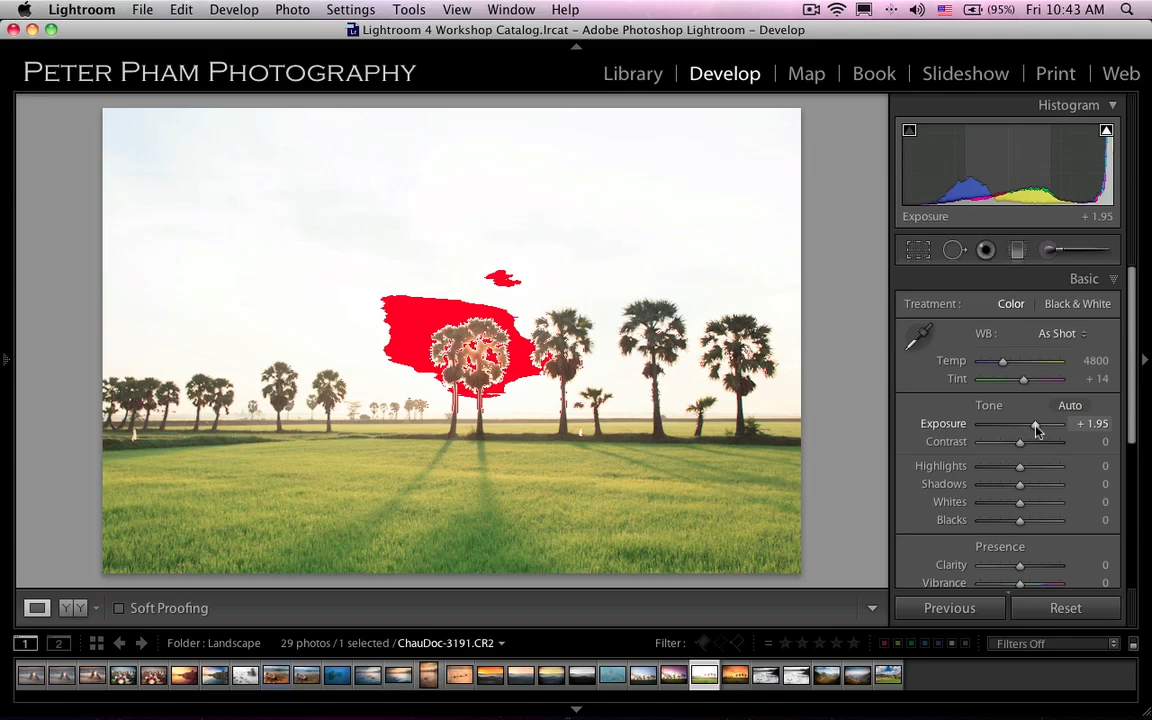 Lightroom File Edit Develop Photo Settings Tools View Window Help (95%) Fri 10:43 AM
Lightroom 4 Workshop Catalog.lrcat - Adobe Photoshop Lightroom - Develop
Peter Pham Photography Library | Develop | Map | Book | Slideshow | Print | Web
Histogram
Exposure + 1.95
Basic
Treatment : Color Black & White
WB : As Shot
Temp 4800
Tint + 14
Tone Auto
Exposure + 1.95
Contrast 0
Highlights 0
Shadows 0
Whites 0
Blacks 0
Presence
Clarity 0
Vibrance 0
YY Soft Proofing Previous Reset
1 2 Folder : Landscape 29 photos / 1 selected / ChauDoc-3191.CR2 Filter : Filters Off